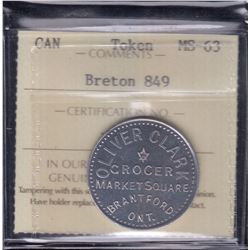 CAN Token MS-63
COMMENTS
Breton 849
CERTIFICATION NO.
IN OUR
GENUIN
Tampering with this
Have holder replac
OLIVER CLARK
GROCER
MARKET SQUARE.
BRANTFORD
ONT.